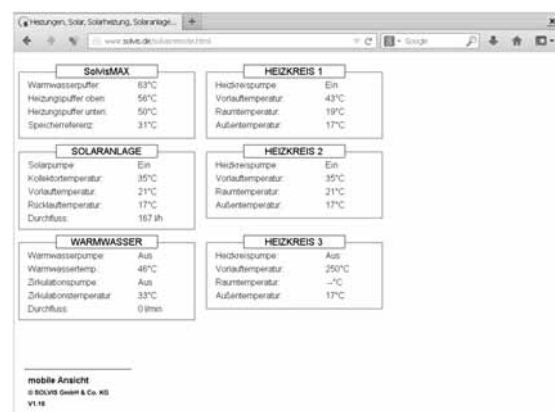 Heizungen, Solar, Solarheizung, Solaranlage...
www.solvis.de/solvisremote.html
Google
SolvisMAX
Warmwasserpuffer: 63°C
Heizungspuffer oben: 56°C
Heizungspuffer unten: 50°C
Speicherreferenz: 31°C
HEIZKREIS 1
Heizkreispumpe: Ein
Vorlauftemperatur: 43°C
Raumtemperatur: 19°C
Außentemperatur: 17°C
SOLARANLAGE
Solarpumpe: Ein
Kollektortemperatur: 35°C
Vorlauftemperatur: 21°C
Rücklauftemperatur: 17°C
Durchfluss: 167 l/h
HEIZKREIS 2
Heizkreispumpe: Ein
Vorlauftemperatur: 35°C
Raumtemperatur: 21°C
Außentemperatur: 17°C
WARMWASSER
Warmwasserpumpe: Aus
Warmwassertemp.: 46°C
Zirkulationspumpe: Aus
Zirkulationstemperatur: 33°C
Durchfluss: 0 l/min
HEIZKREIS 3
Heizkreispumpe: Aus
Vorlauftemperatur: 250°C
Raumtemperatur: --°C
Außentemperatur: 17°C
mobile Ansicht
© SOLVIS GmbH & Co. KG
V1.10